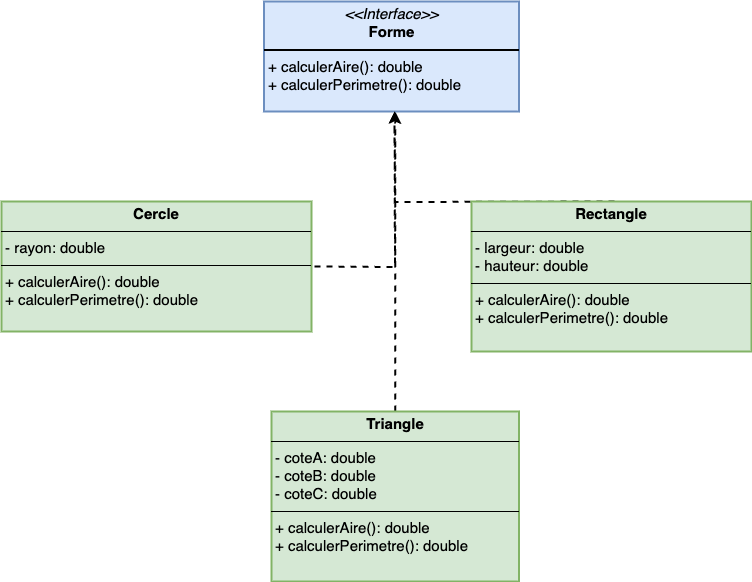 <<Interface>>
Forme
+ calculerAire(): double
+ calculerPerimetre(): double
Cercle
- rayon: double
+ calculerAire(): double
+ calculerPerimetre(): double
Rectangle
- largeur: double
- hauteur: double
+ calculerAire(): double
+ calculerPerimetre(): double
Triangle
- coteA: double
- coteB: double
- coteC: double
+ calculerAire(): double
+ calculerPerimetre(): double